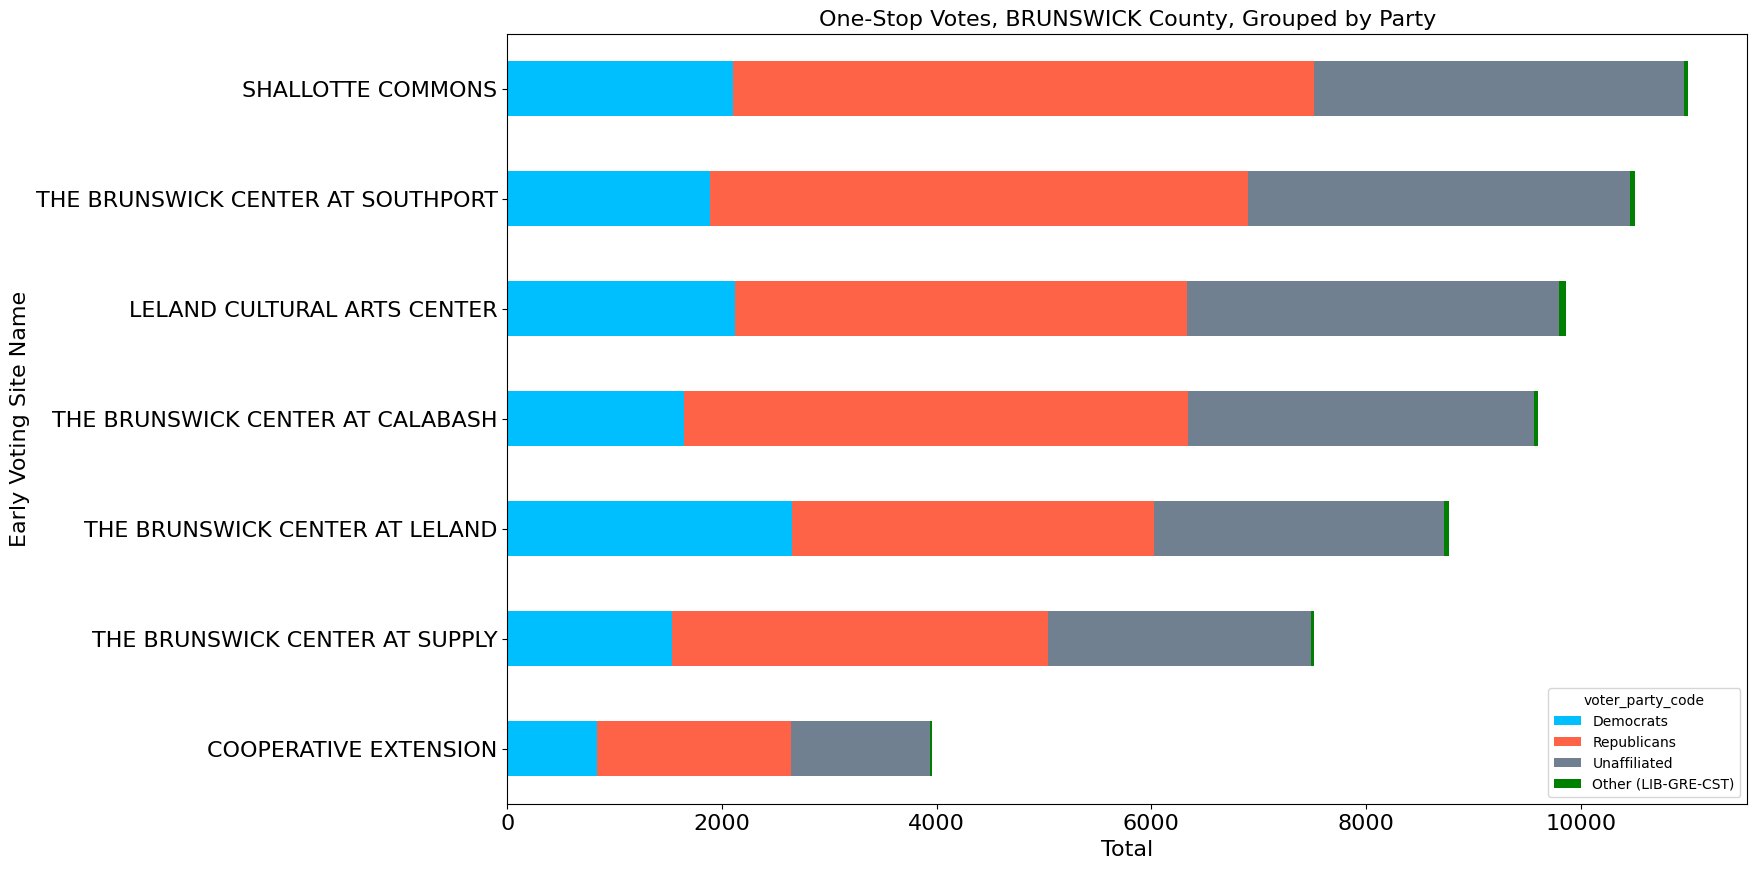 One-Stop Votes, BRUNSWICK County, Grouped by Party
Early Voting Site Name
SHALLOTTE COMMONS
THE BRUNSWICK CENTER AT SOUTHPORT
LELAND CULTURAL ARTS CENTER
THE BRUNSWICK CENTER AT CALABASH
THE BRUNSWICK CENTER AT LELAND
THE BRUNSWICK CENTER AT SUPPLY
COOPERATIVE EXTENSION
voter_party_code
Democrats
Republicans
Unaffiliated
Other (LIB-GRE-CST)
0 2000 4000 6000 8000 10000
Total